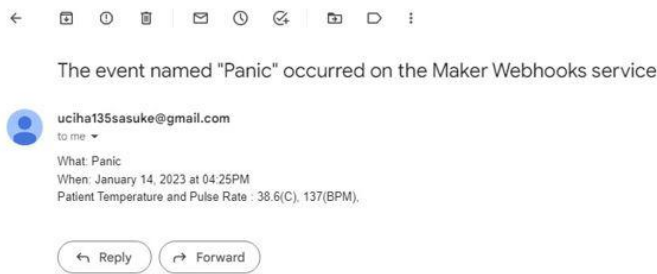 The event named "Panic" occurred on the Maker Webhooks service
uciha135sasuke@gmail.com
to me
What: Panic
When: January 14, 2023 at 04:25PM
Patient Temperature and Pulse Rate : 38.6(C), 137(BPM),
Reply
Forward